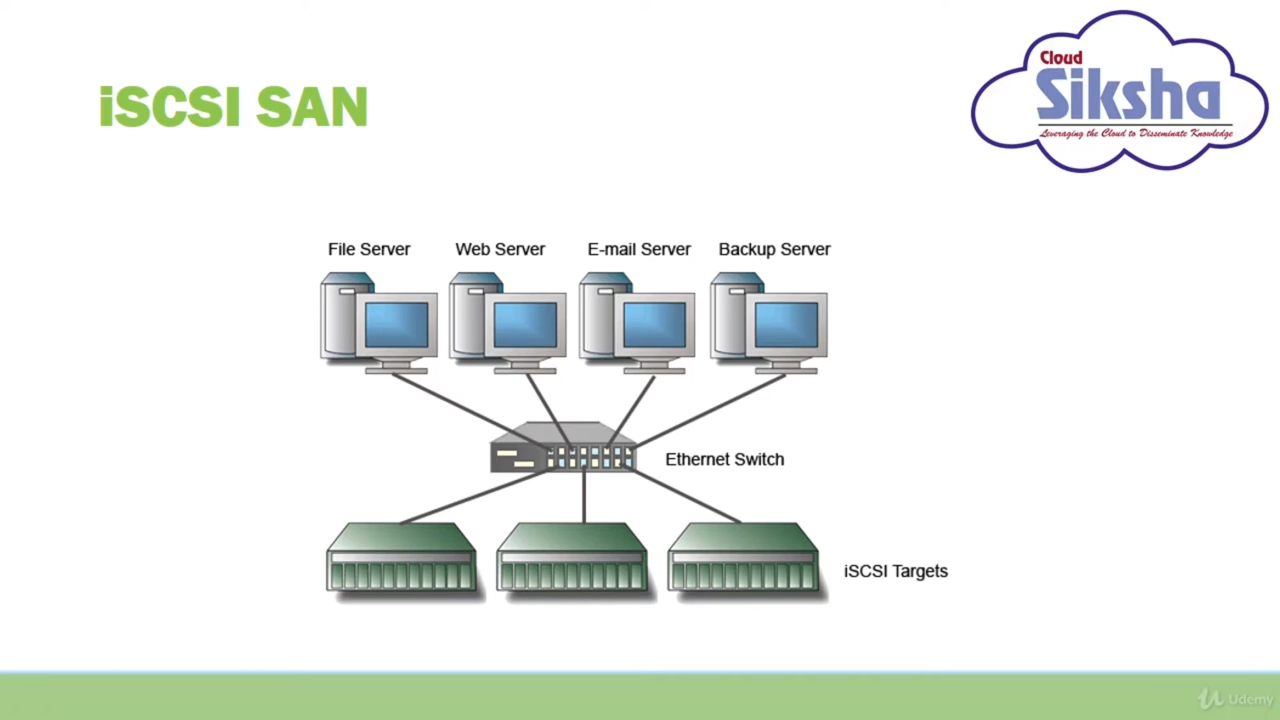 iSCSI SAN
Cloud
Siksha
Leveraging the Cloud to Disseminate Knowledge
File Server
Web Server
E-mail Server
Backup Server
Ethernet Switch
iSCSI Targets
Udemy